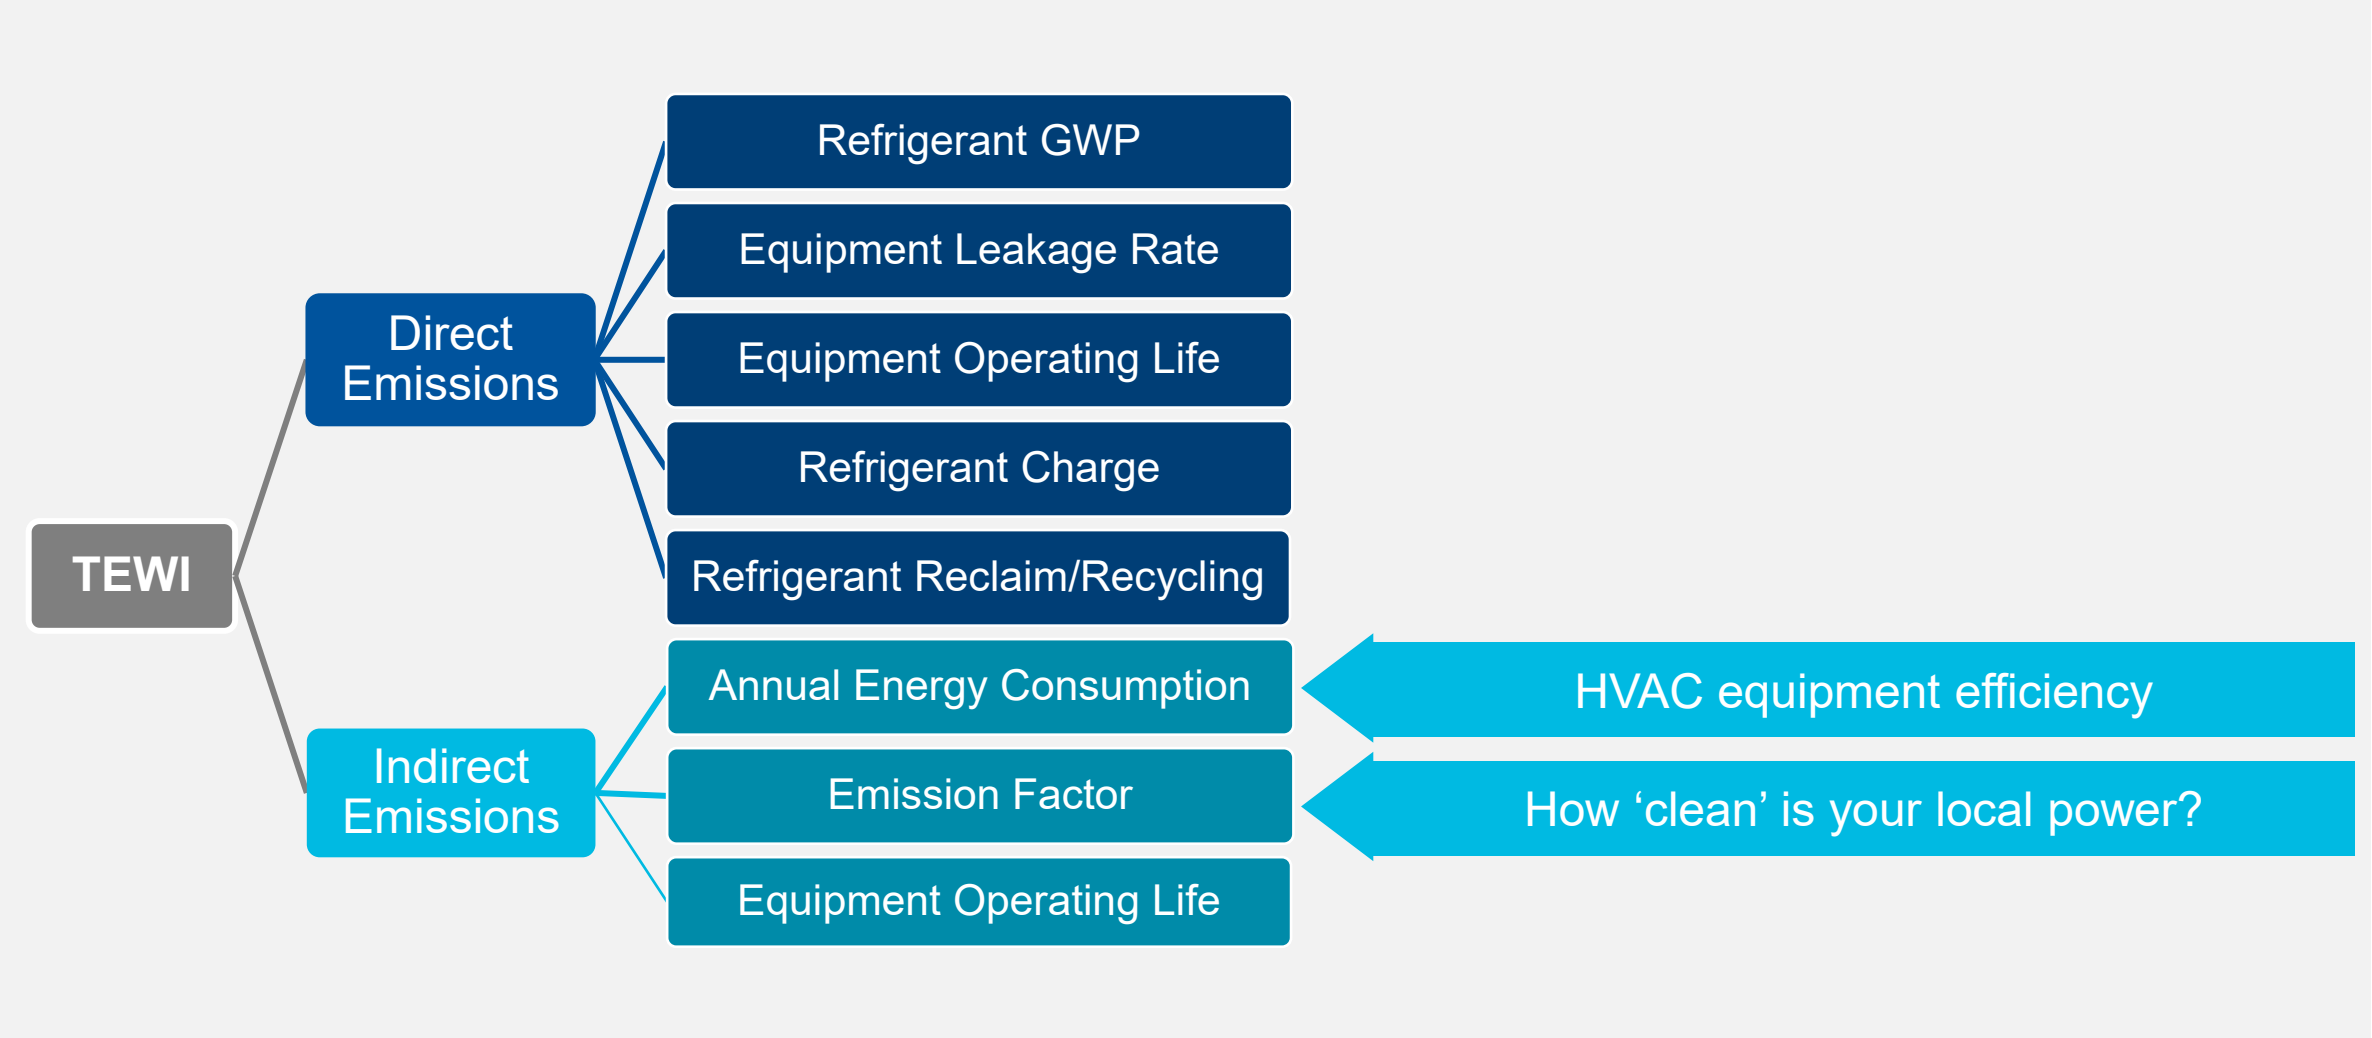 TEWI
Direct
Emissions
Refrigerant GWP
Equipment Leakage Rate
Equipment Operating Life
Refrigerant Charge
Refrigerant Reclaim/Recycling
Indirect
Emissions
Annual Energy Consumption
HVAC equipment efficiency
Emission Factor
How ‘clean’ is your local power?
Equipment Operating Life